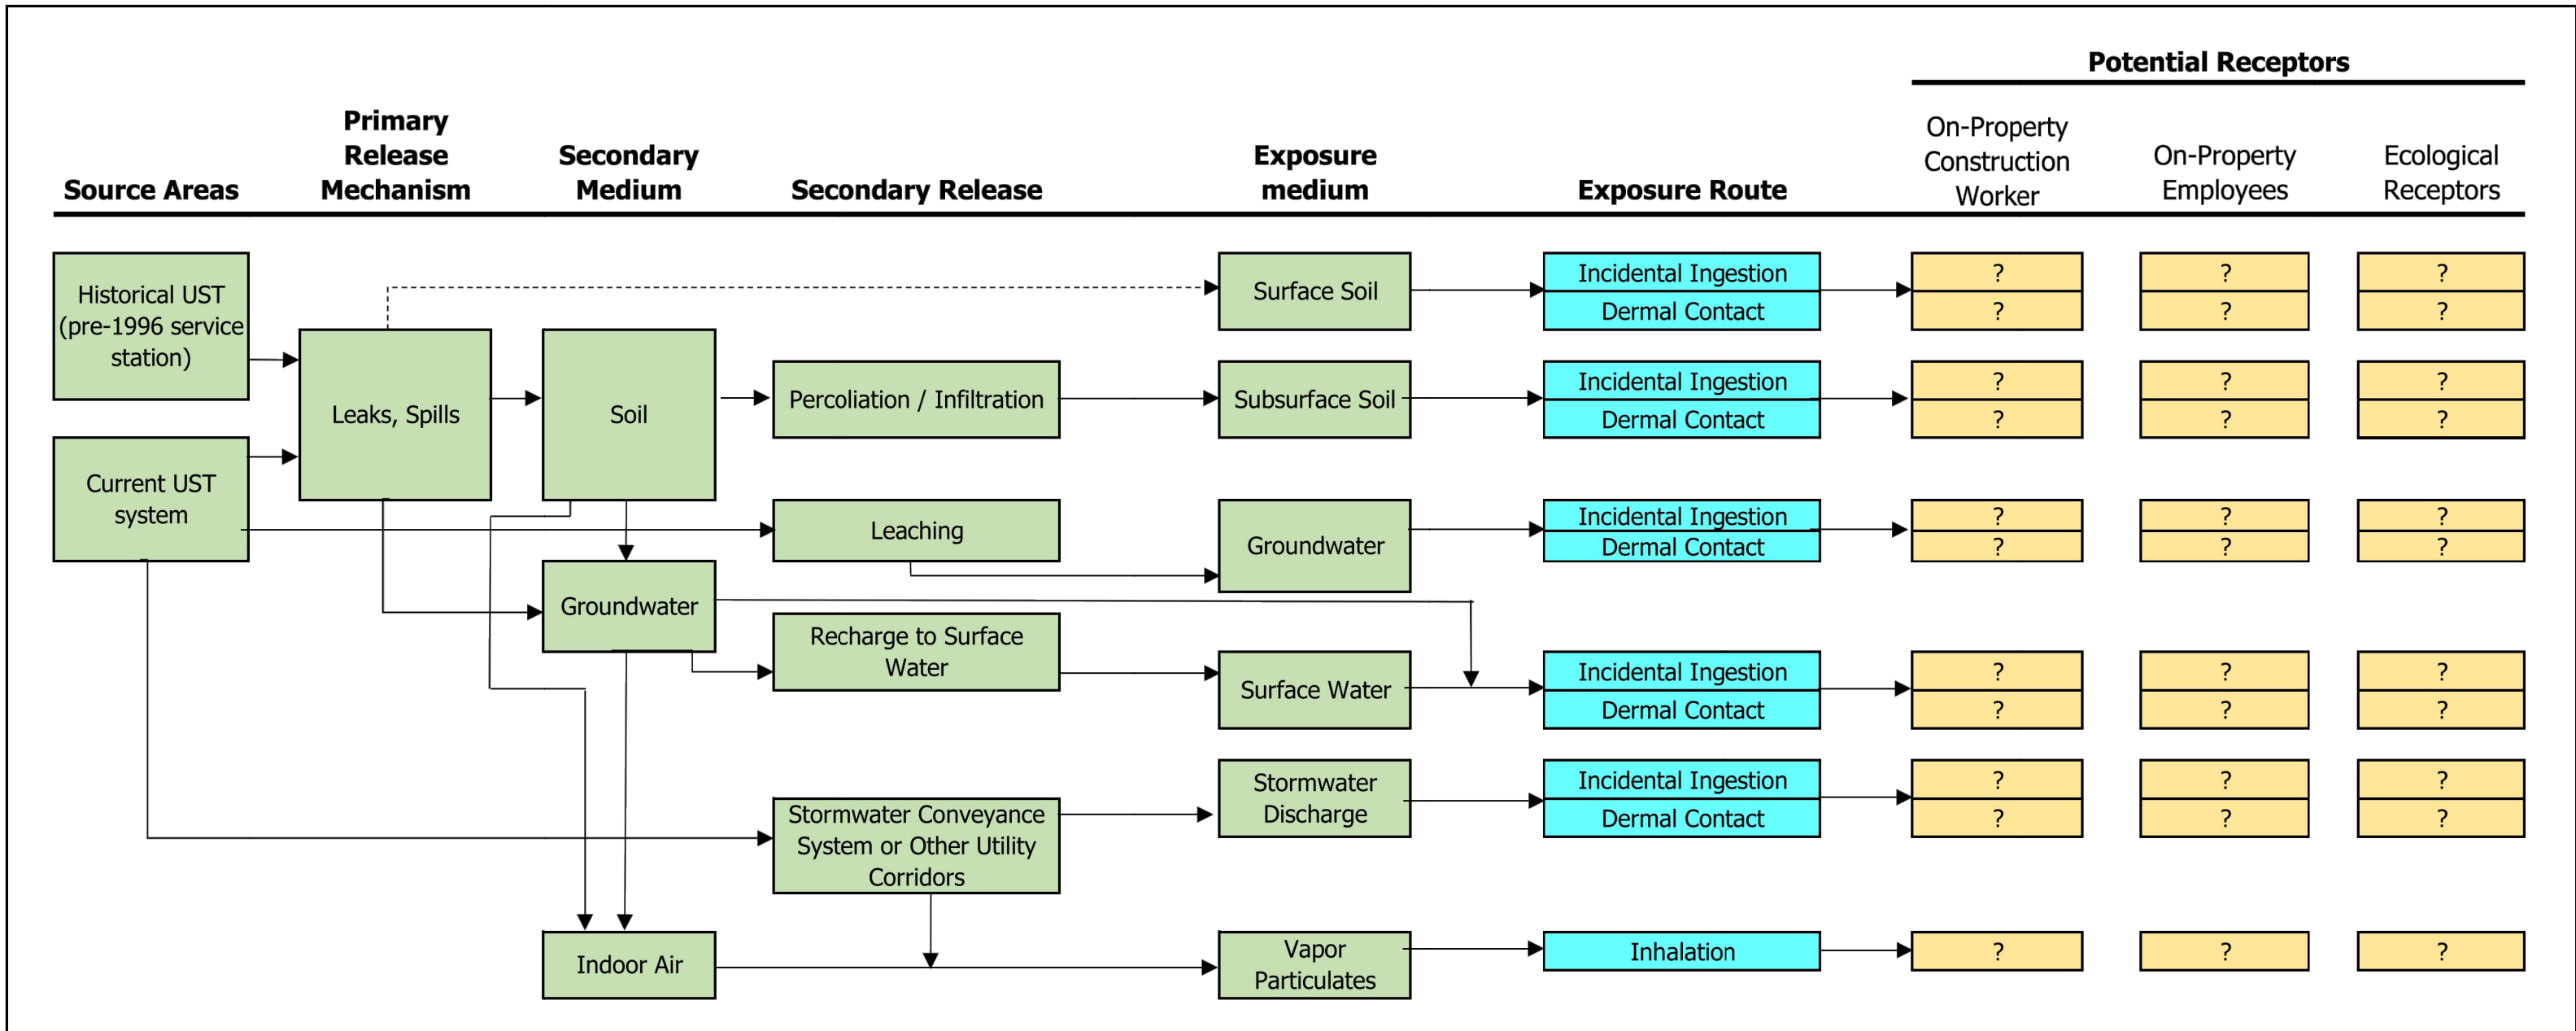 Potential Receptors
Source Areas
Primary
Release
Mechanism
Secondary
Medium
Secondary Release
Exposure
medium
Exposure Route
On-Property
Construction
Worker
On-Property
Employees
Ecological
Receptors
Historical UST
(pre-1996 service
station)
Current UST
system
Leaks, Spills
Soil
Groundwater
Indoor Air
Percoliation / Infiltration
Leaching
Recharge to Surface
Water
Stormwater Conveyance
System or Other Utility
Corridors
Surface Soil
Incidental Ingestion
? ? ?
Dermal Contact
? ? ?
Subsurface Soil
Incidental Ingestion
? ? ?
Dermal Contact
? ? ?
Groundwater
Incidental Ingestion
? ? ?
Dermal Contact
? ? ?
Surface Water
Incidental Ingestion
? ? ?
Dermal Contact
? ? ?
Stormwater
Discharge
Incidental Ingestion
? ? ?
Dermal Contact
? ? ?
Vapor
Particulates
Inhalation
? ? ?